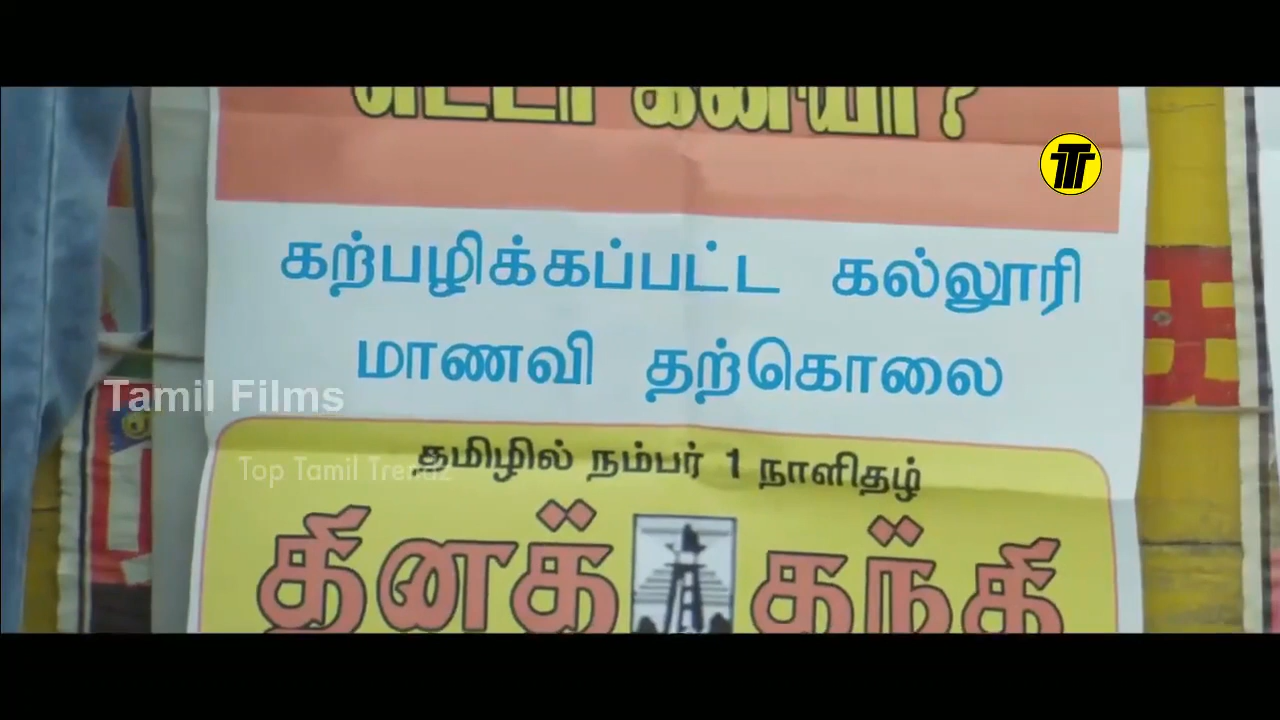 கற்பழிக்கப்பட்ட கல்லூரி
மாணவி தற்கொலை
Tamil Films
தமிழில் நம்பர் 1 நாளிதழ்
Top Tamil Trendz
தினத் தந்தி